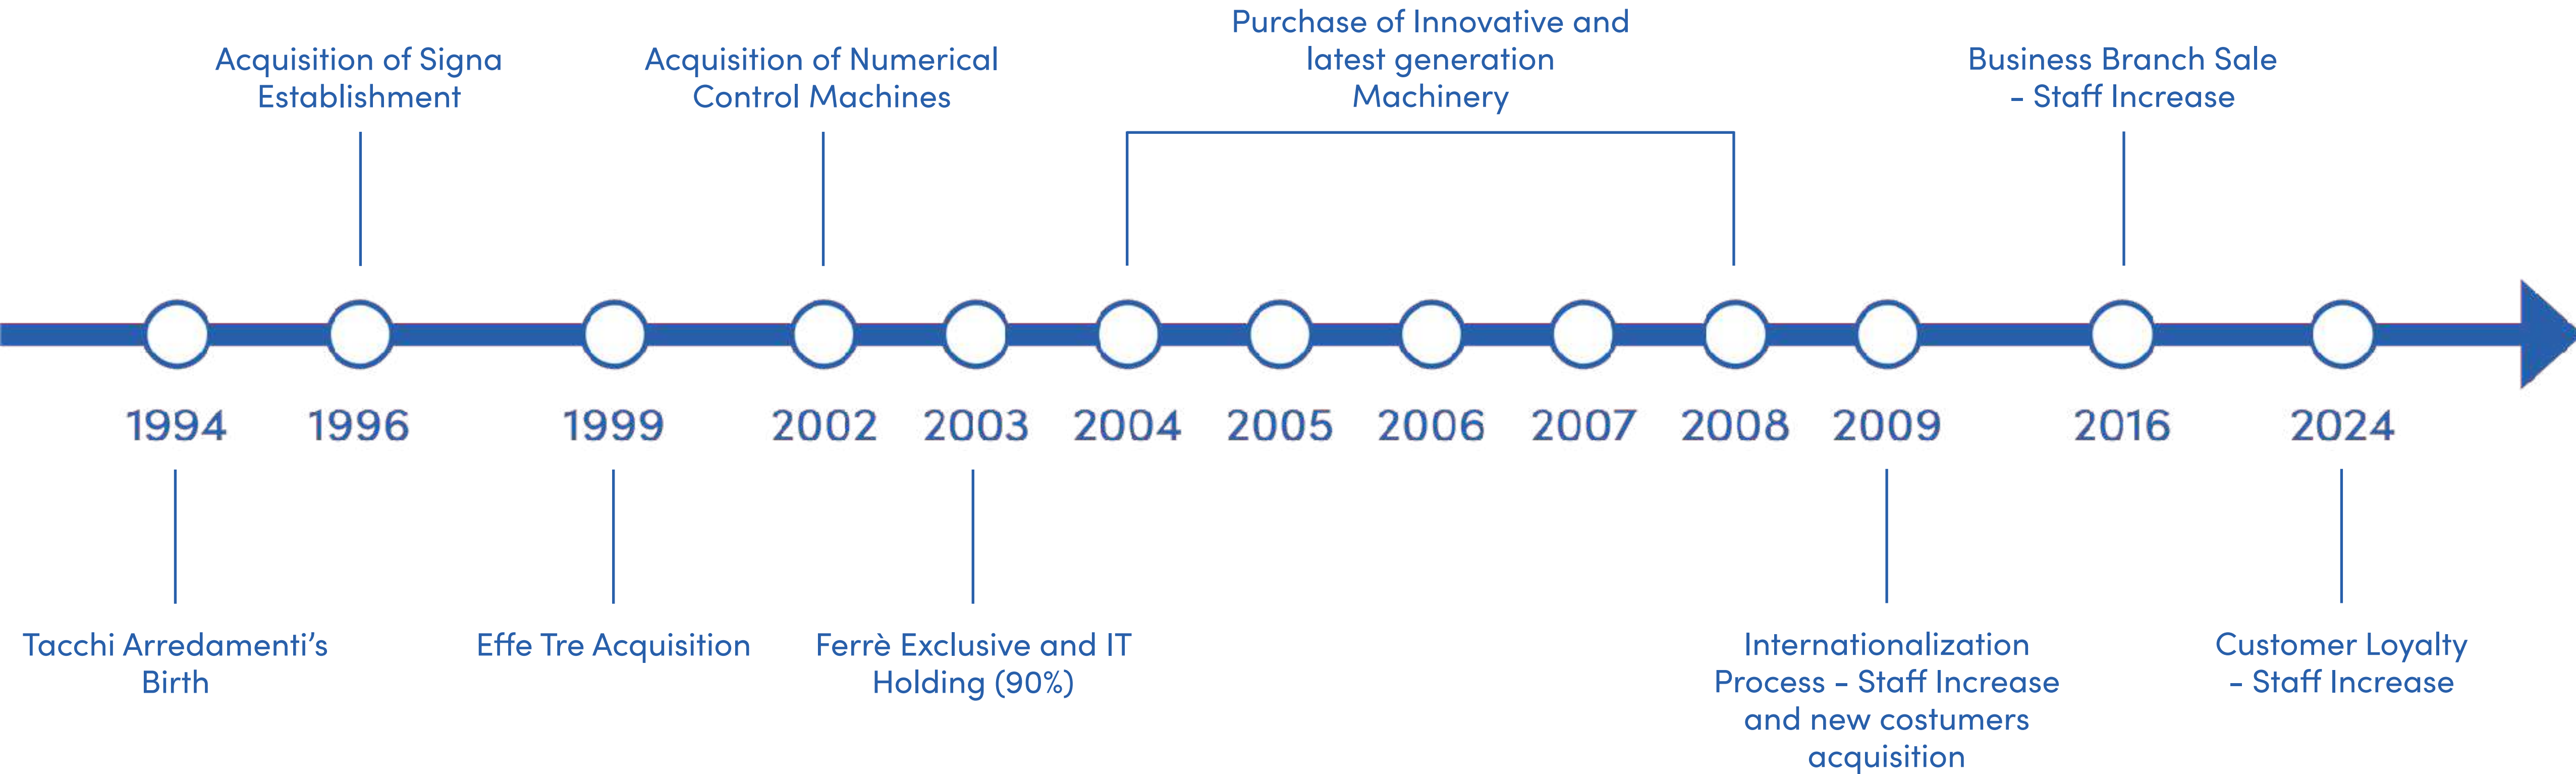 Purchase of Innovative and
latest generation
Machinery
Acquisition of Signa
Establishment
Acquisition of Numerical
Control Machines
Business Branch Sale
- Staff Increase
1994
1996
1999
2002
2003
2004
2005
2006
2007
2008
2009
2016
2024
Tacchi Arredamenti’s
Birth
Effe Tre Acquisition
Ferrè Exclusive and IT
Holding (90%)
Internationalization
Process - Staff Increase
and new costumers
acquisition
Customer Loyalty
- Staff Increase